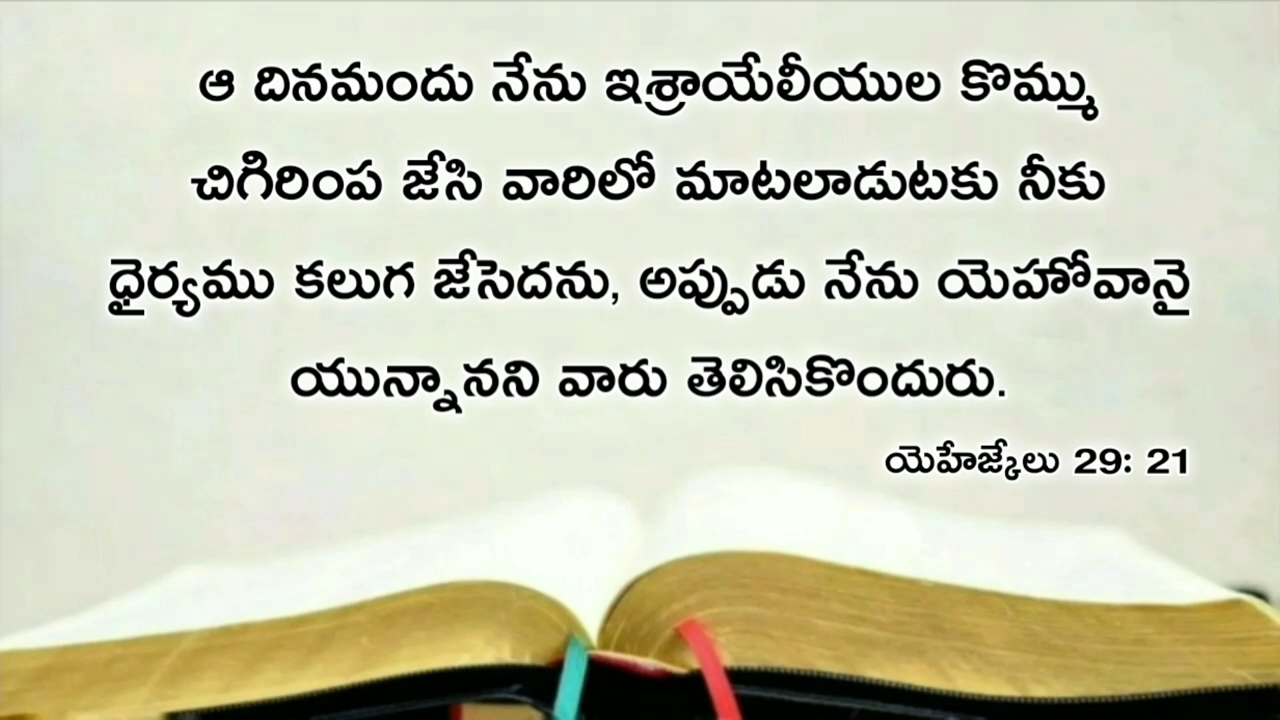 ఆ దినమందు నేను ఇశ్రాయేలీయుల కొమ్ము
చిగిరింప జేసి వారిలో మాటలాడుటకు నీకు
ధైర్యము కలుగ జేసెదను, అప్పుడు నేను యెహోవానై
యున్నానని వారు తెలిసికొందురు.
యెహేజ్కేలు 29: 21